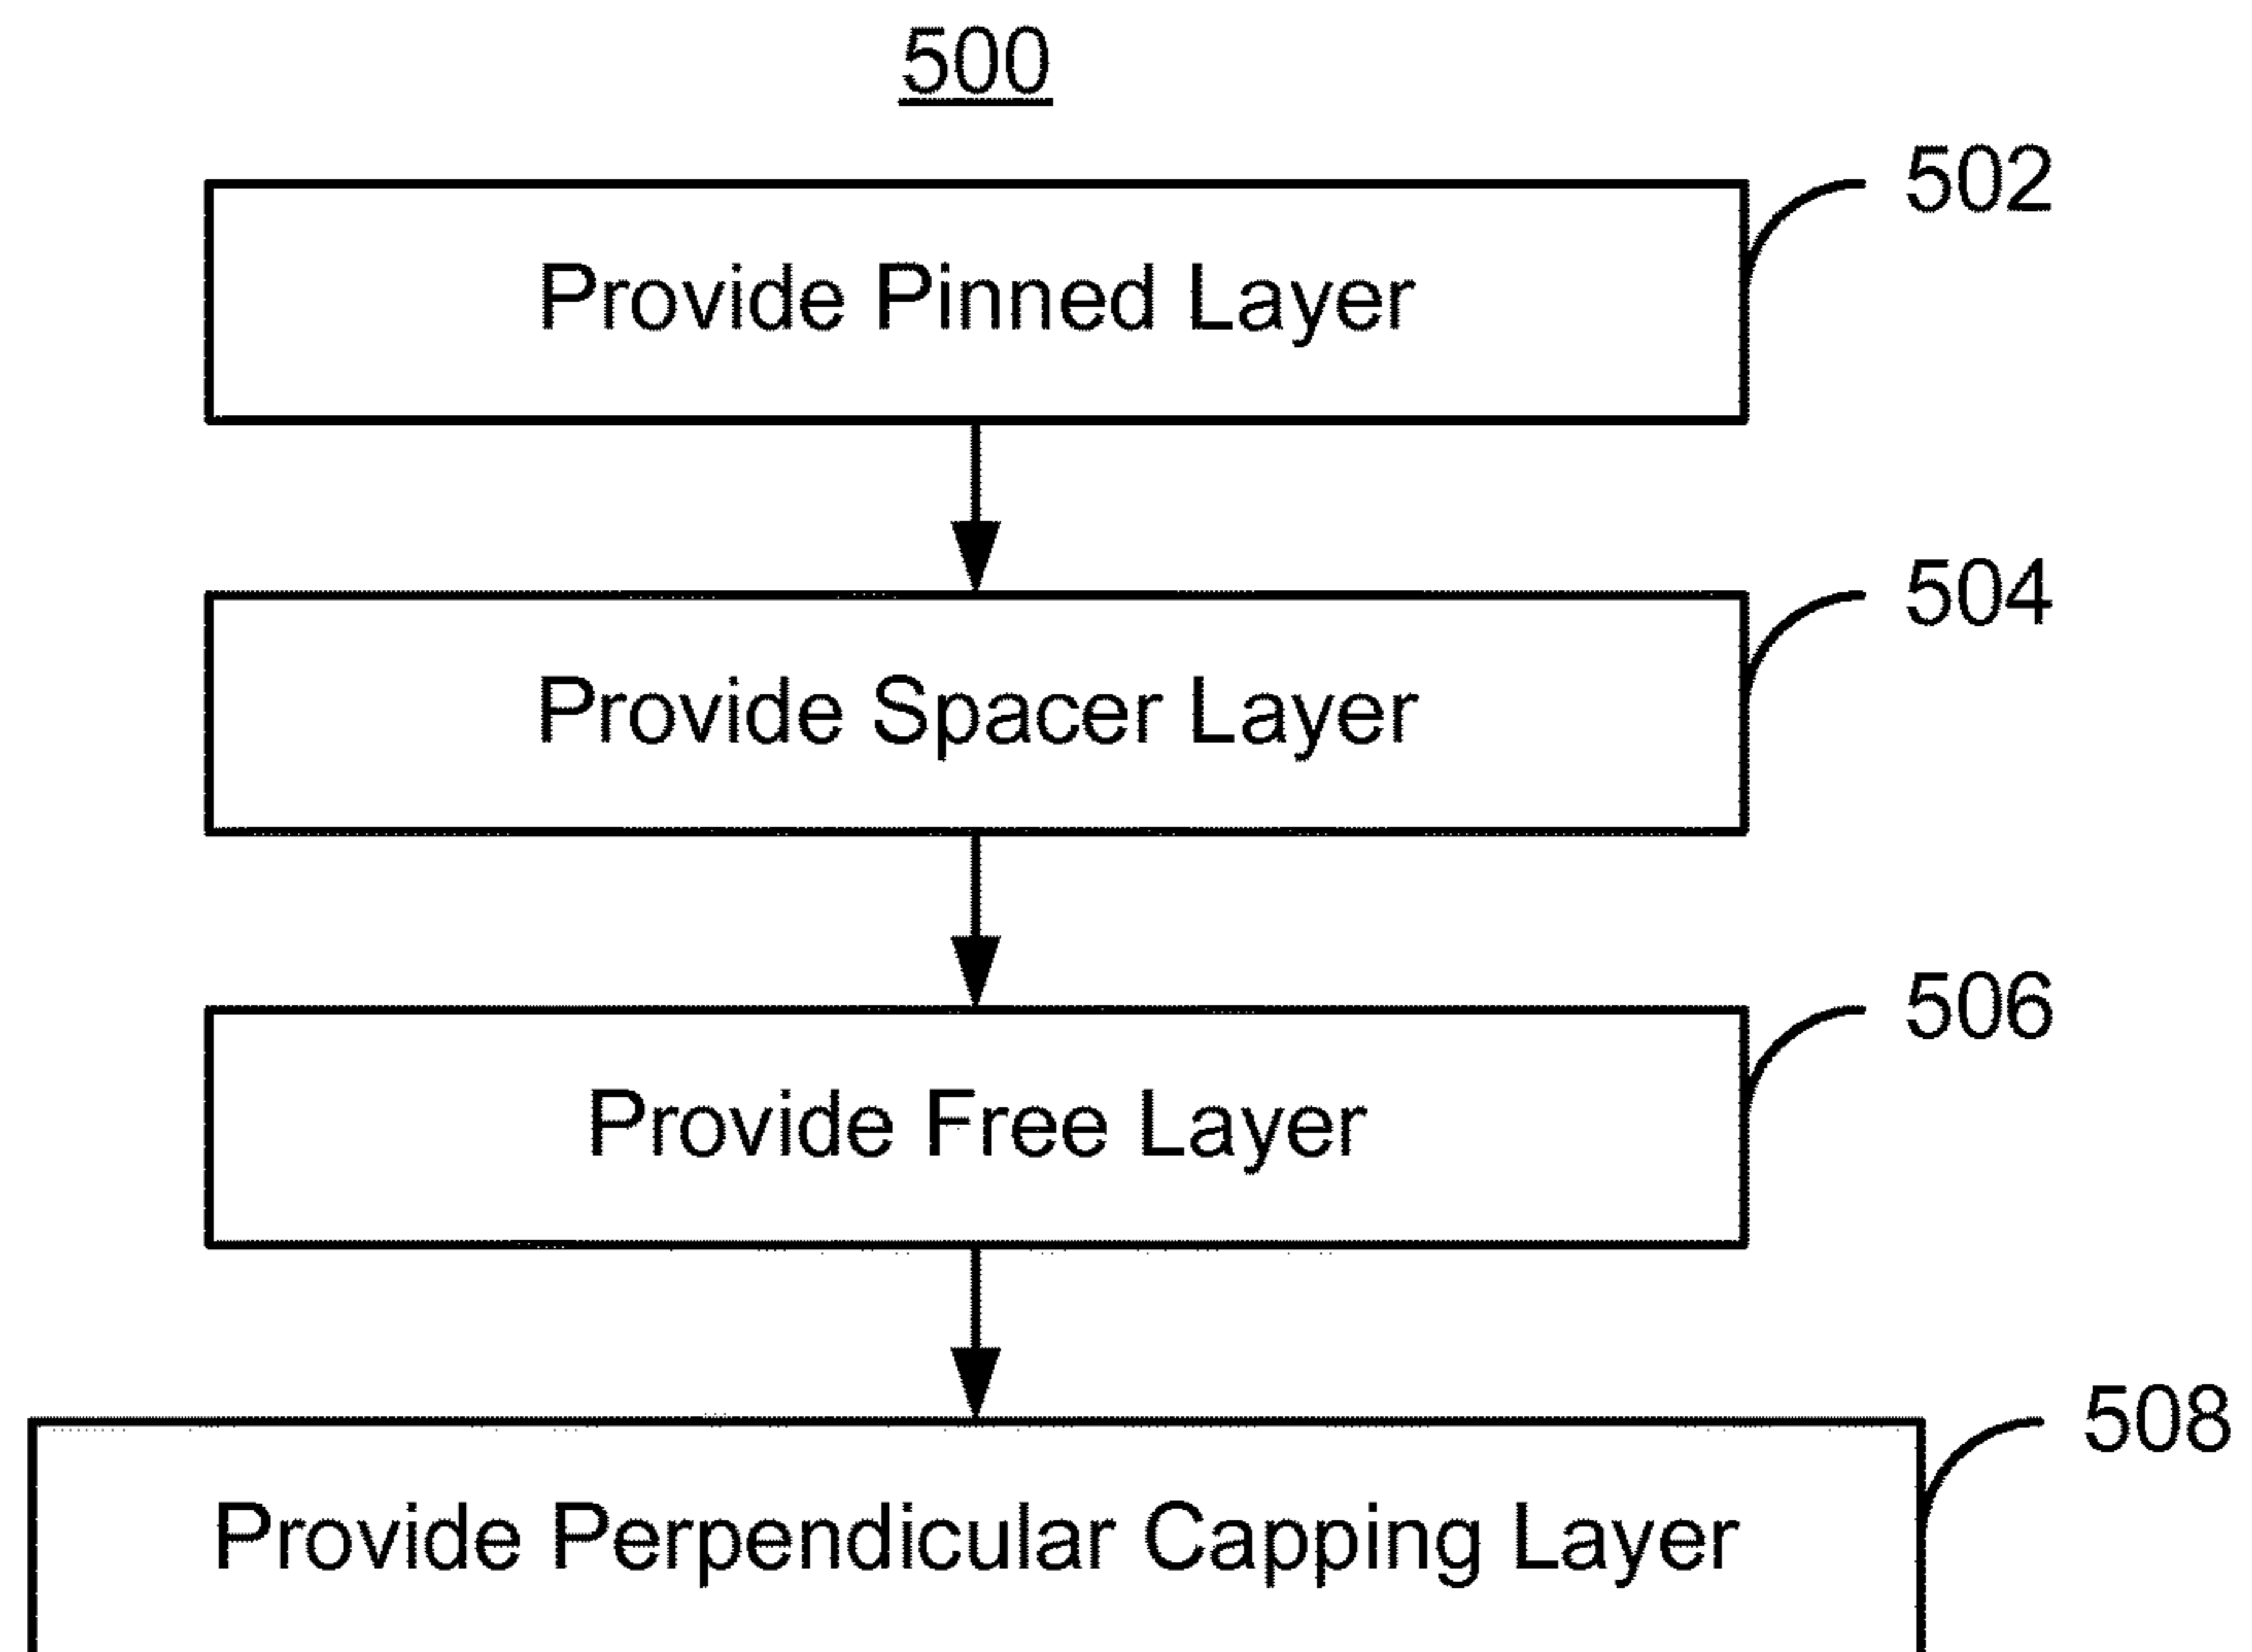 500
502
Provide Pinned Layer
504
Provide Spacer Layer
506
Provide Free Layer
508
Provide Perpendicular Capping Layer